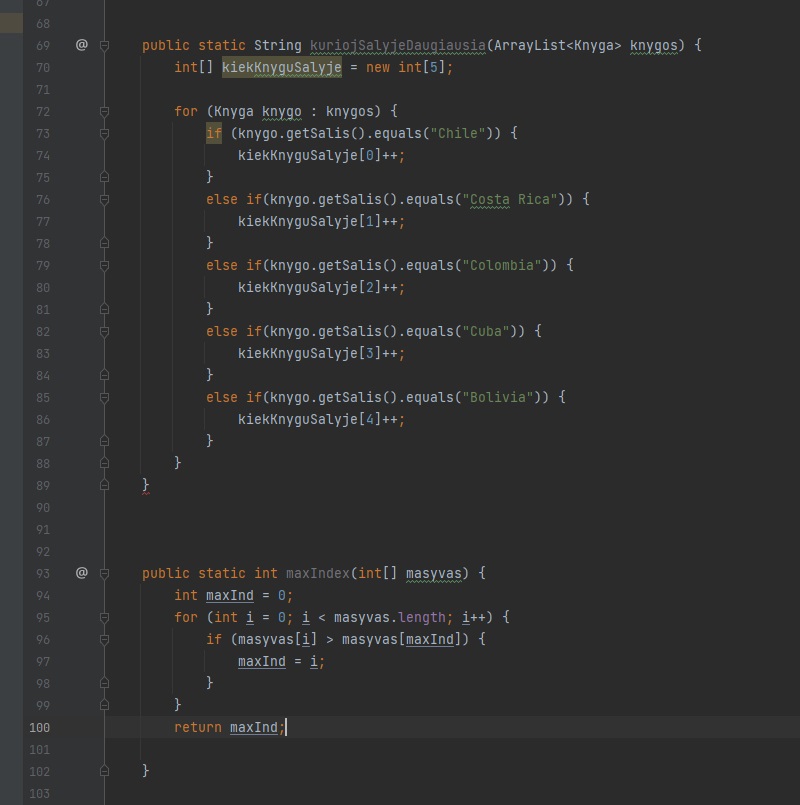 67
68
69 @ public static String kuriojSalyjeDaugiausia(ArrayList<Knyga> knygos) {
70 int[] kiekKnyguSalyje = new int[5];
71
72 for (Knyga knygo : knygos) {
73 if (knygo.getSalis().equals("Chile")) {
74 kiekKnyguSalyje[0]++;
75 }
76 else if(knygo.getSalis().equals("Costa Rica")) {
77 kiekKnyguSalyje[1]++;
78 }
79 else if(knygo.getSalis().equals("Colombia")) {
80 kiekKnyguSalyje[2]++;
81 }
82 else if(knygo.getSalis().equals("Cuba")) {
83 kiekKnyguSalyje[3]++;
84 }
85 else if(knygo.getSalis().equals("Bolivia")) {
86 kiekKnyguSalyje[4]++;
87 }
88 }
89 }
90
91
92
93 @ public static int maxIndex(int[] masyvas) {
94 int maxInd = 0;
95 for (int i = 0; i < masyvas.length; i++) {
96 if (masyvas[i] > masyvas[maxInd]) {
97 maxInd = i;
98 }
99 }
100 return maxInd;
101
102 }
103